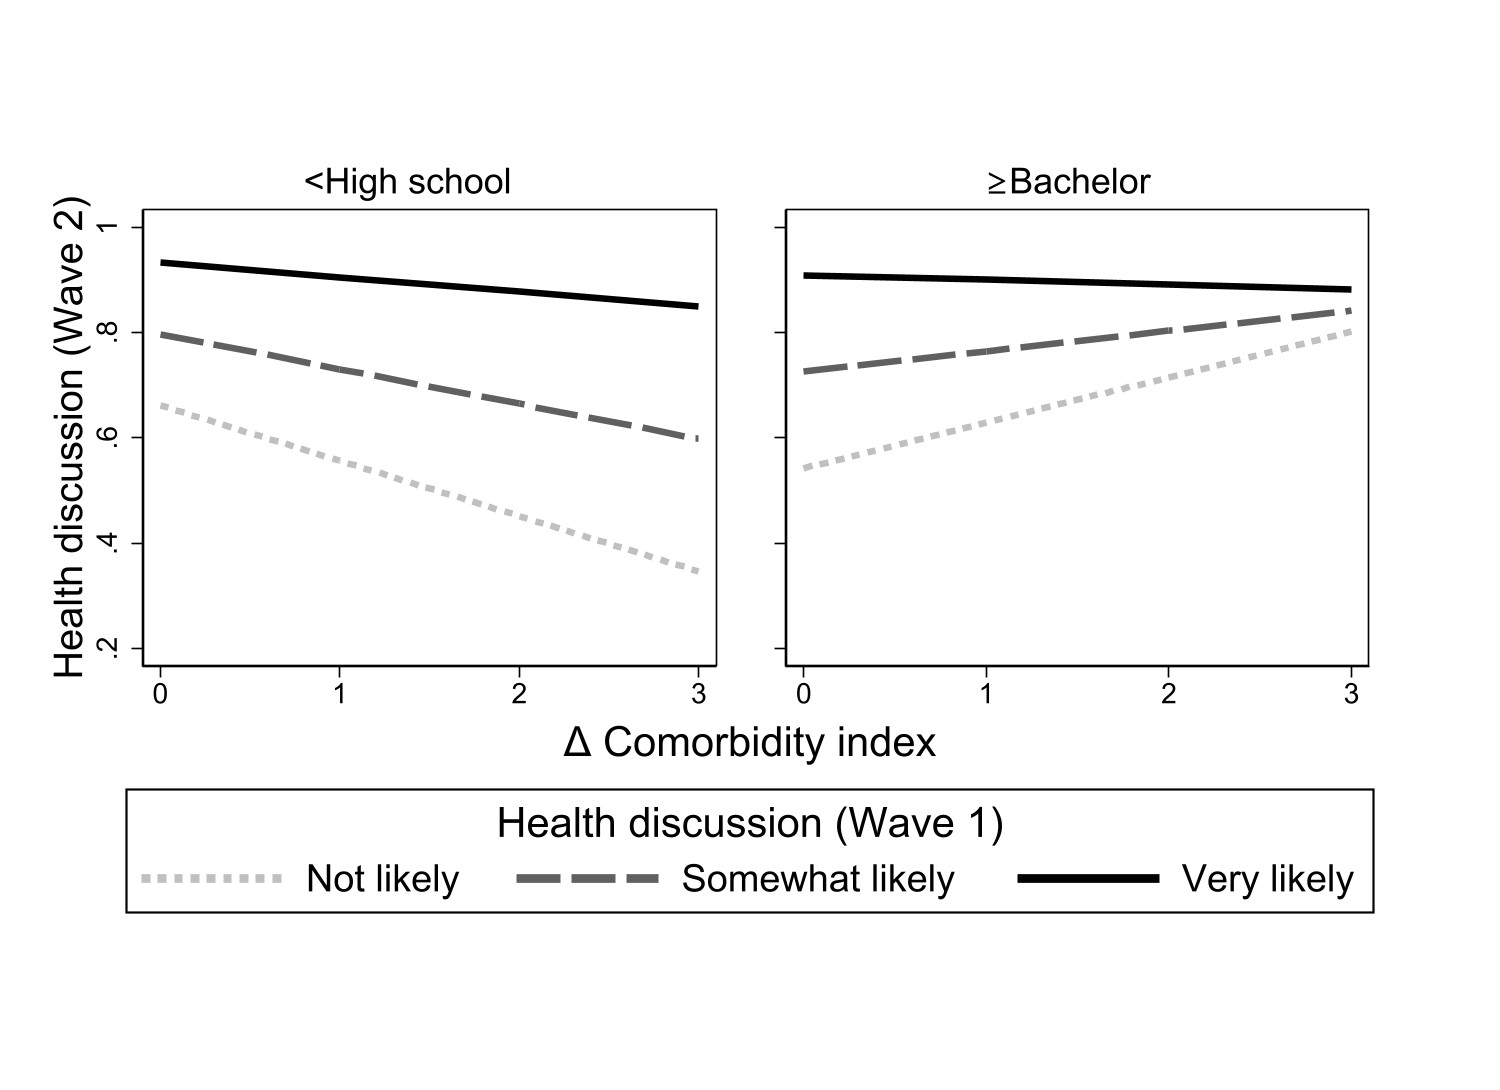 <High school
≥Bachelor
Health discussion (Wave 2)
1
.8
.6
.4
.2
0 1 2 3
0 1 2 3
Δ Comorbidity index
Health discussion (Wave 1)
Not likely Somewhat likely Very likely